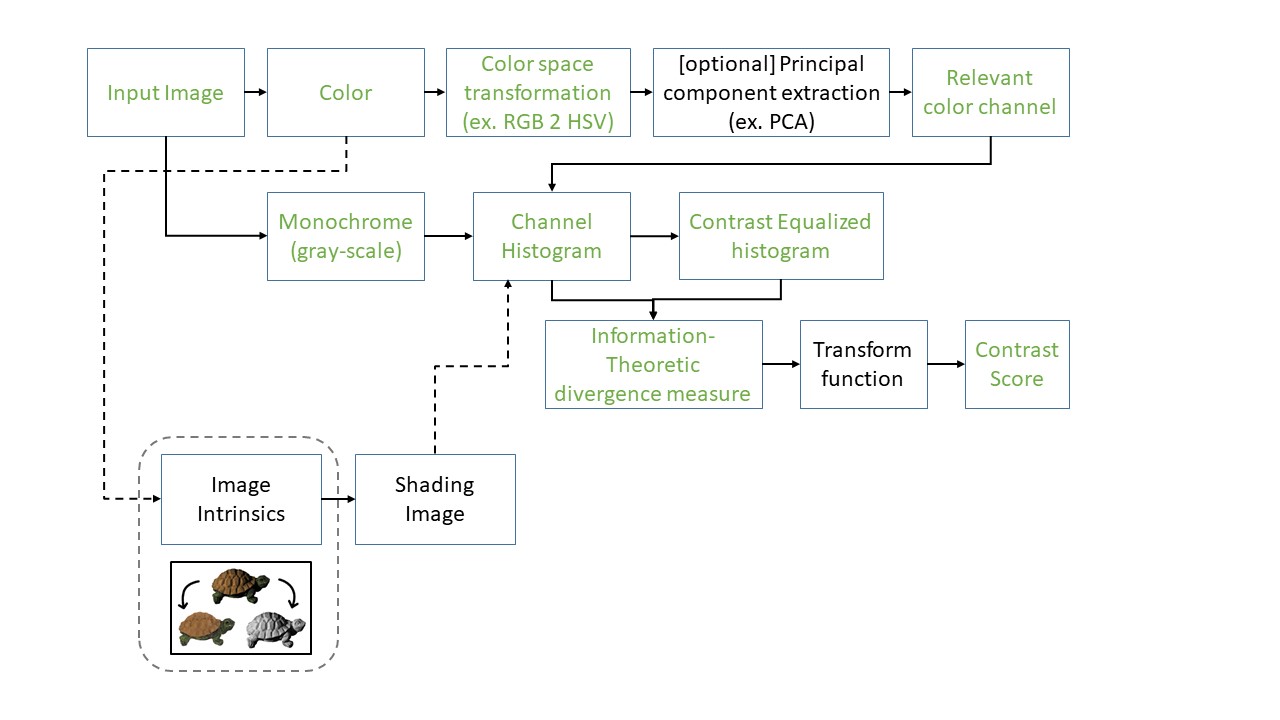 Input Image
Color
Color space
transformation
(ex. RGB 2 HSV)
[optional] Principal
component extraction
(ex. PCA)
Relevant
color channel
Monochrome
(gray-scale)
Channel
Histogram
Contrast Equalized
histogram
Information-
Theoretic
divergence measure
Transform
function
Contrast
Score
Image
Intrinsics
Shading
Image